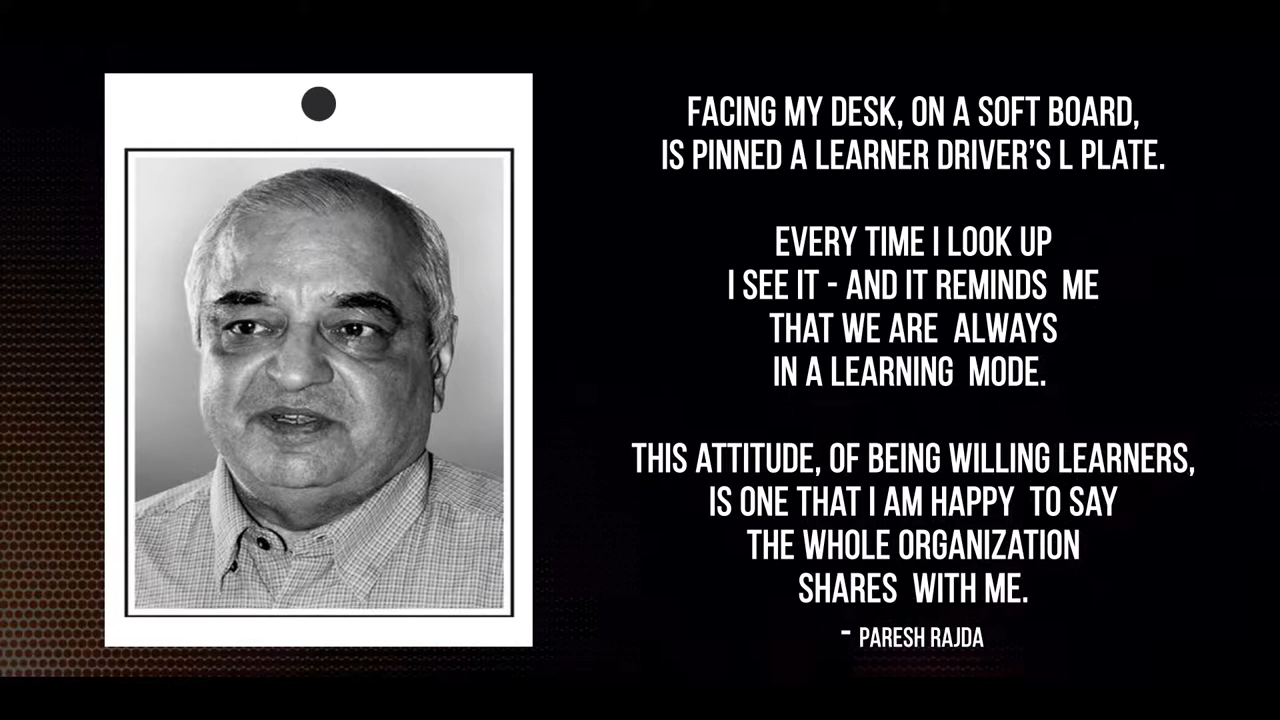 FACING MY DESK, ON A SOFT BOARD,
IS PINNED A LEARNER DRIVER'S L PLATE.
EVERY TIME I LOOK UP
I SEE IT - AND IT REMINDS ME
THAT WE ARE ALWAYS
IN A LEARNING MODE.
THIS ATTITUDE, OF BEING WILLING LEARNERS,
IS ONE THAT I AM HAPPY TO SAY
THE WHOLE ORGANIZATION
SHARES WITH ME.
- PARESH RAJDA